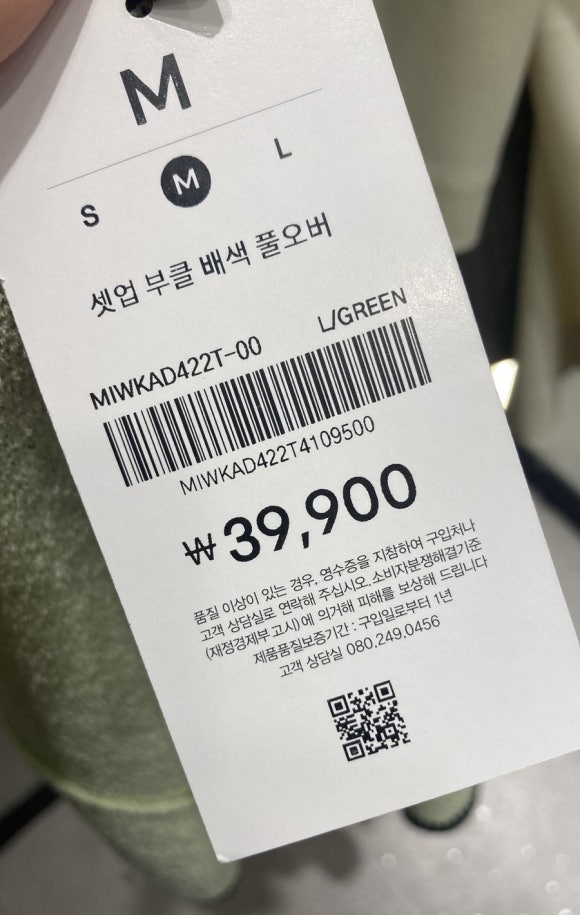 M
S M L
셋업 부클 배색 풀오버
MIWKAD422T-00 L/GREEN
MIWKAD422T4109500
₩39,900
품질 이상이 있는 경우, 영수증을 지참하여 구입처나
고객 상담실로 연락해 주십시오. 소비자분쟁해결기준
(재정경제부 고시)에 의거해 피해를 보상해 드립니다
제품품질보증기간 : 구입일로부터 1년
고객 상담실 080.249.0456